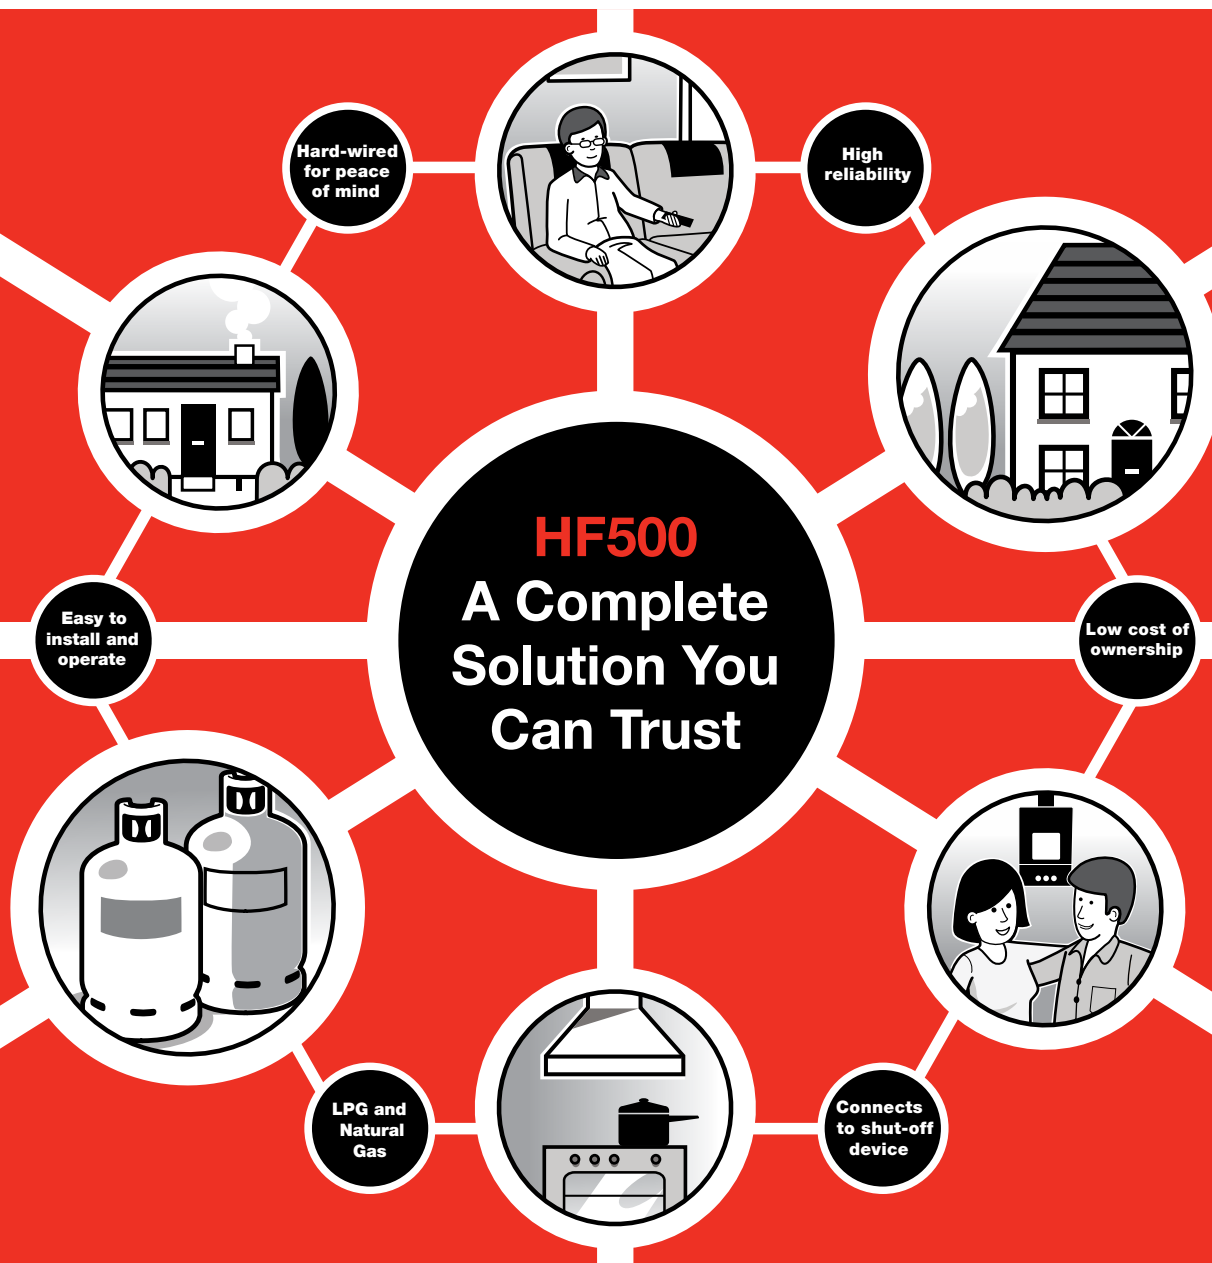 Hard-wired
for peace
of mind
High
reliability
HF500
A Complete
Solution You
Can Trust
Easy to
install and
operate
Low cost of
ownership
LPG and
Natural
Gas
Connects
to shut-off
device